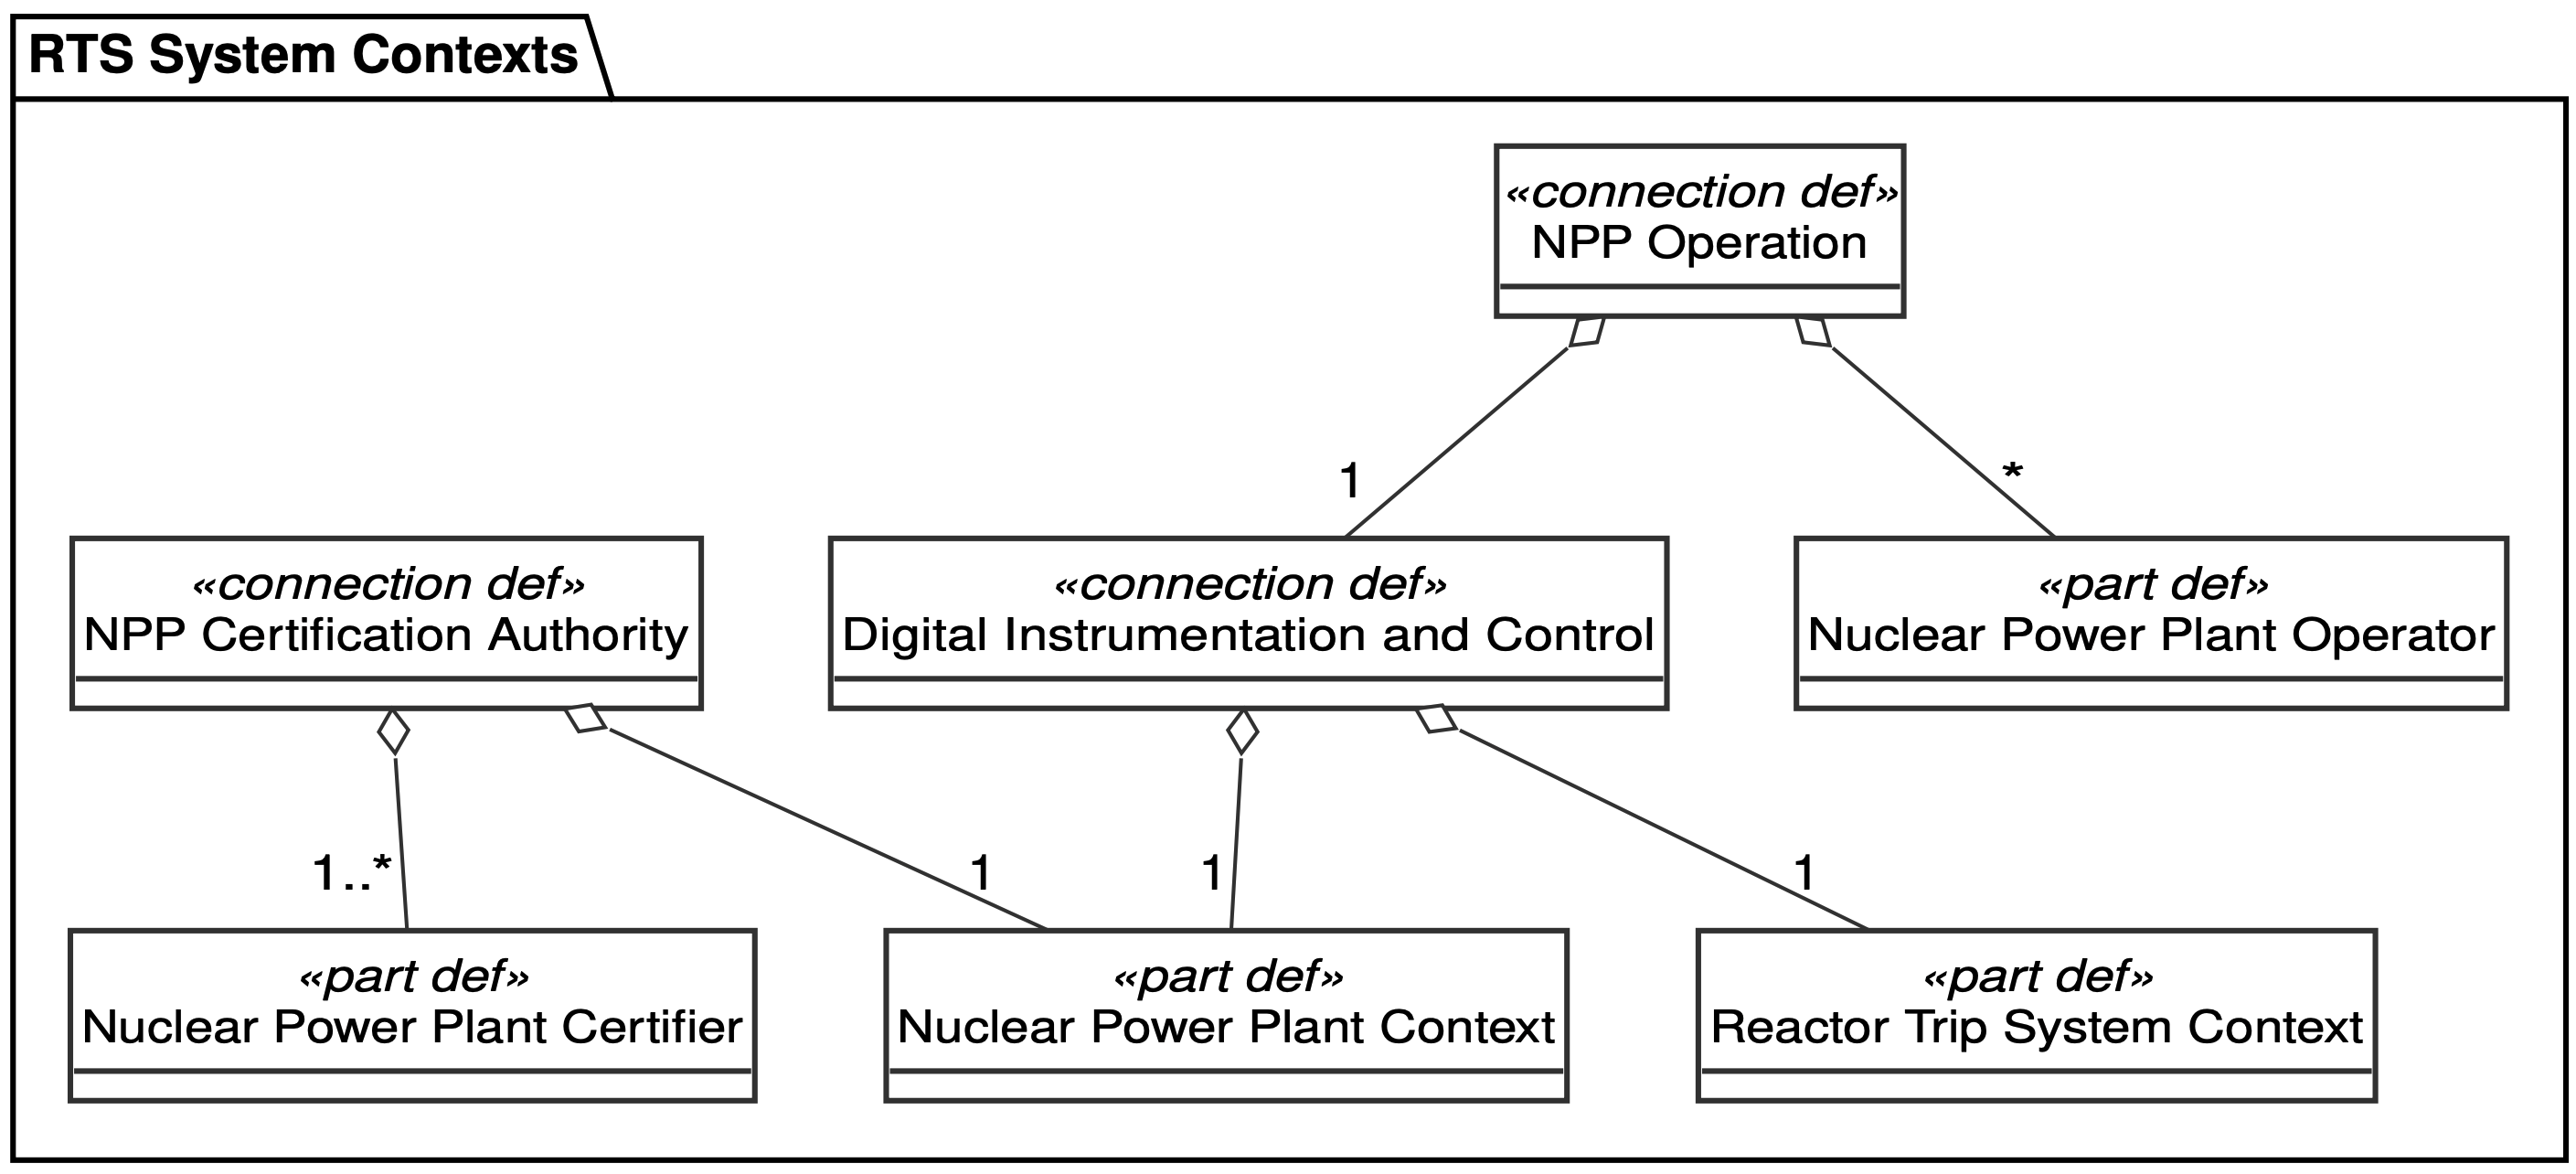 RTS System Contexts
«connection def»
NPP Operation
1
*
«connection def»
NPP Certification Authority
«connection def»
Digital Instrumentation and Control
«part def»
Nuclear Power Plant Operator
1..*
1
1
1
«part def»
Nuclear Power Plant Certifier
«part def»
Nuclear Power Plant Context
«part def»
Reactor Trip System Context